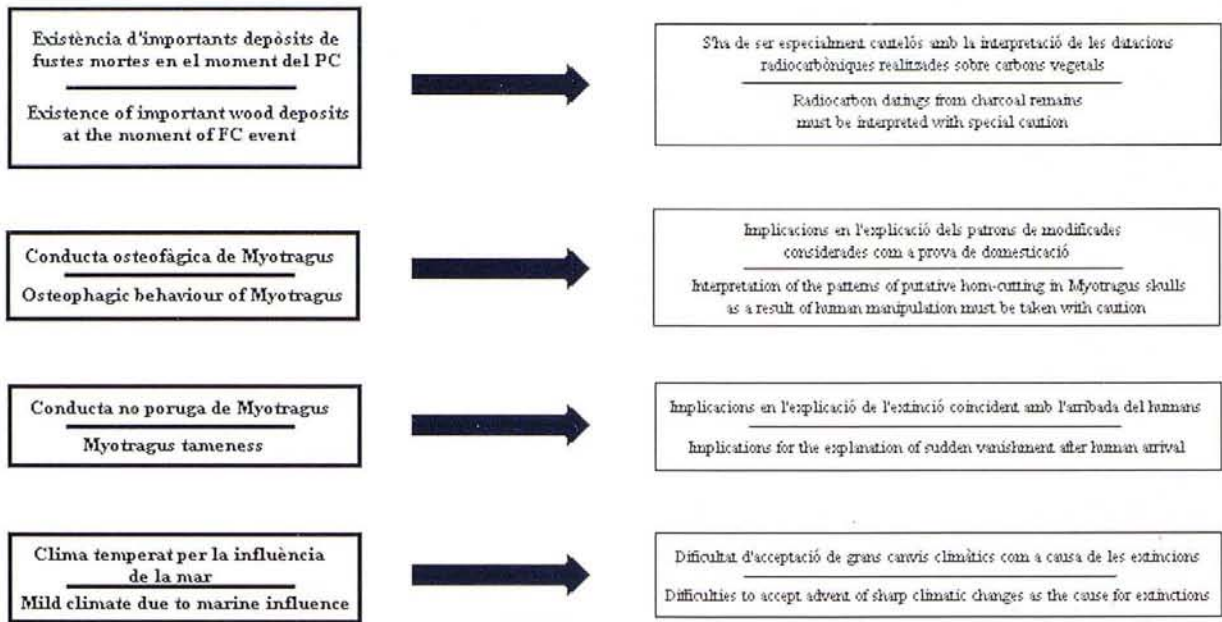 Existència d'importants depòsits de
fustes mortes en el moment del PC
Existence of important wood deposits
at the moment of FC event
S'ha de ser especialment cautelós amb la interpretació de les datacions
radiocarbòniques realitzades sobre carbons vegetals
Radiocarbon datings from charcoal remains
must be interpreted with special caution
Conducta osteofàgica de Myotragus
Osteophagic behaviour of Myotragus
Implicacions en l'explicació dels patrons de modificades
considerades com a prova de domesticació
Interpretation of the patterns of putative horn-cutting in Myotragus skulls
as a result of human manipulation must be taken with caution
Conducta no poruga de Myotragus
Myotragus tameness
Implicacions en l'explicació de l'extinció coincident amb l'arribada del humans
Implications for the explanation of sudden vanishment after human arrival
Clima temperat per la influència
de la mar
Mild climate due to marine influence
Dificultat d'acceptació de grans canvis climàtics com a causa de les extincions
Difficulties to accept advent of sharp climatic changes as the cause for extinctions